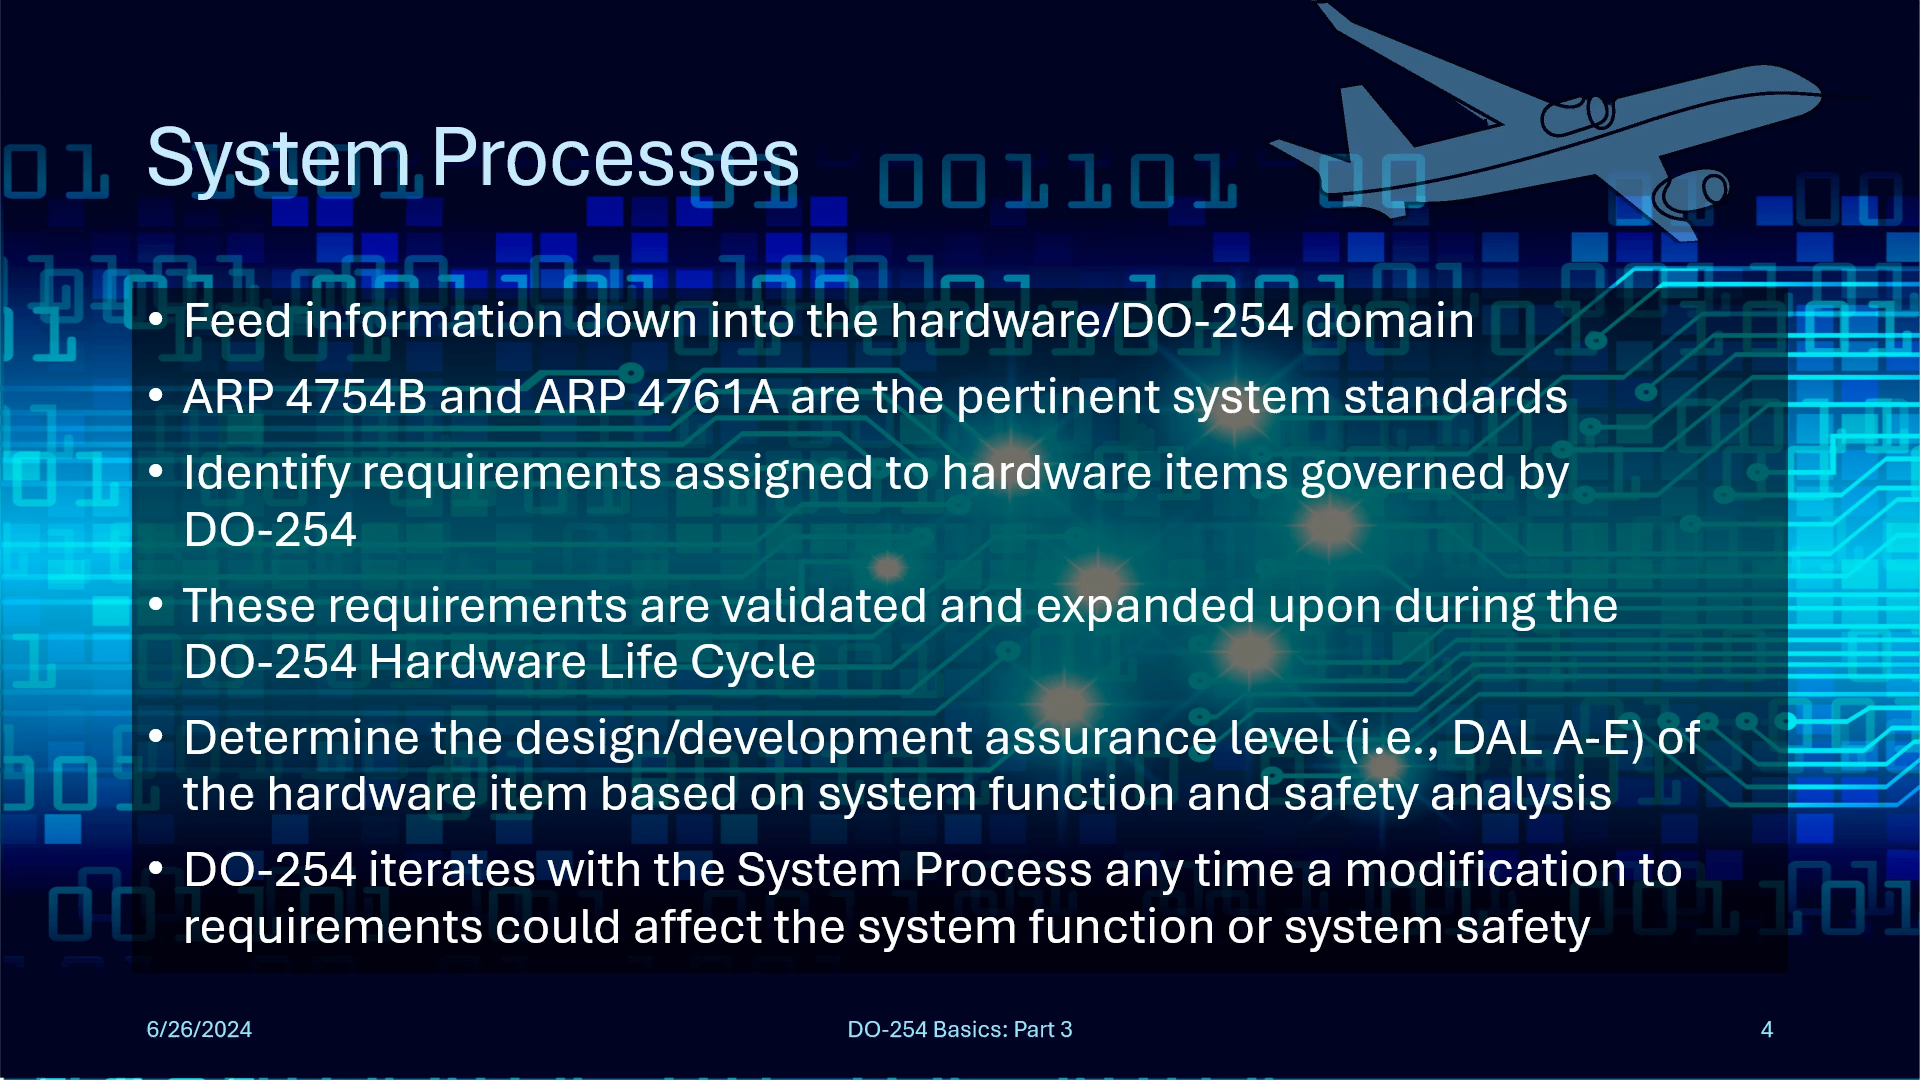 System Processes
• Feed information down into the hardware/DO-254 domain
• ARP 4754B and ARP 4761A are the pertinent system standards
• Identify requirements assigned to hardware items governed by
DO-254
• These requirements are validated and expanded upon during the
DO-254 Hardware Life Cycle
• Determine the design/development assurance level (i.e., DAL A-E) of
the hardware item based on system function and safety analysis
• DO-254 iterates with the System Process any time a modification to
requirements could affect the system function or system safety
6/26/2024
DO-254 Basics: Part 3
4